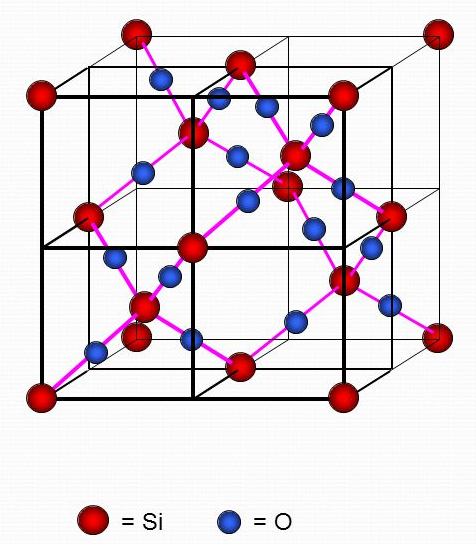 = Si = O